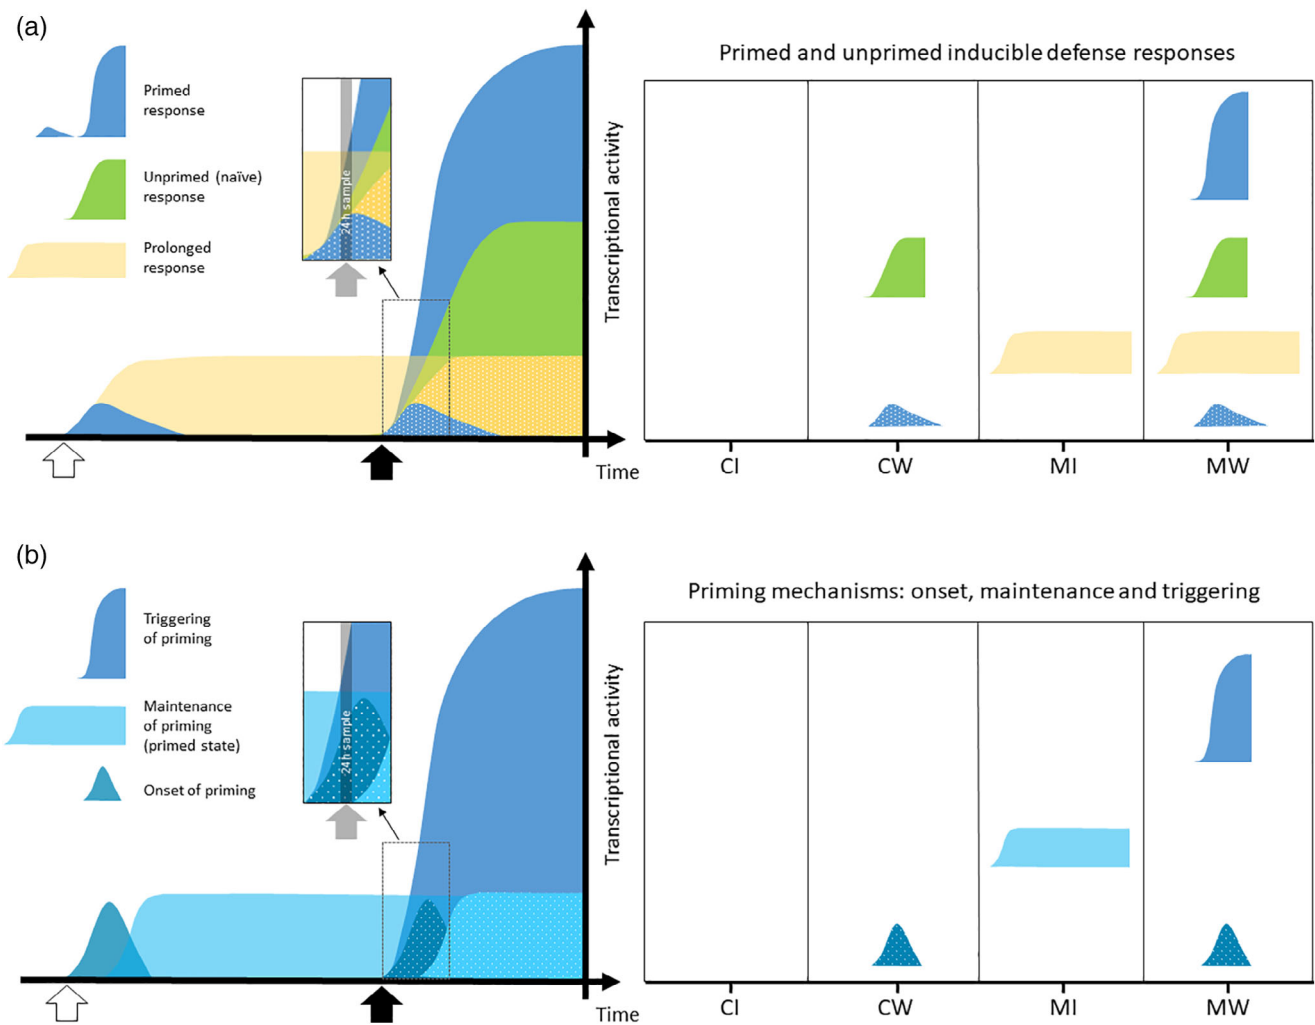 (a)
Primed
response
Unprimed (naïve)
response
Prolonged
response
24 h sample
Transcriptional activity
Time
Primed and unprimed inducible defense responses
CI
CW
MI
MW
(b)
Triggering
of priming
Maintenance
of priming
(primed state)
Onset of priming
24 h sample
Transcriptional activity
Time
Priming mechanisms: onset, maintenance and triggering
CI
CW
MI
MW